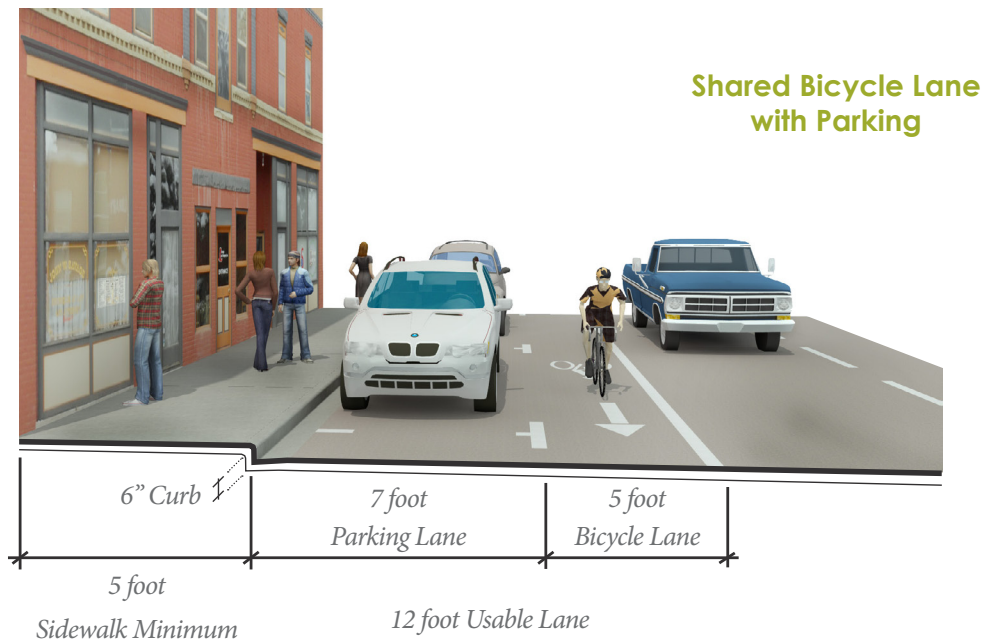 Shared Bicycle Lane
with Parking
6” Curb
7 foot
Parking Lane
5 foot
Bicycle Lane
5 foot
Sidewalk Minimum
12 foot Usable Lane